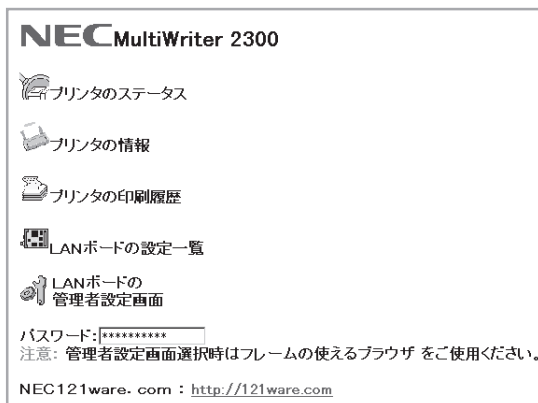 NEC MultiWriter 2300
プリンタのステータス
プリンタの情報
プリンタの印刷履歴
LANボードの設定一覧
LANボードの
管理者設定画面
パスワード:**********
注意: 管理者設定画面選択時はフレームの使えるブラウザ をご使用ください。
NEC121ware. com : http://121ware.com